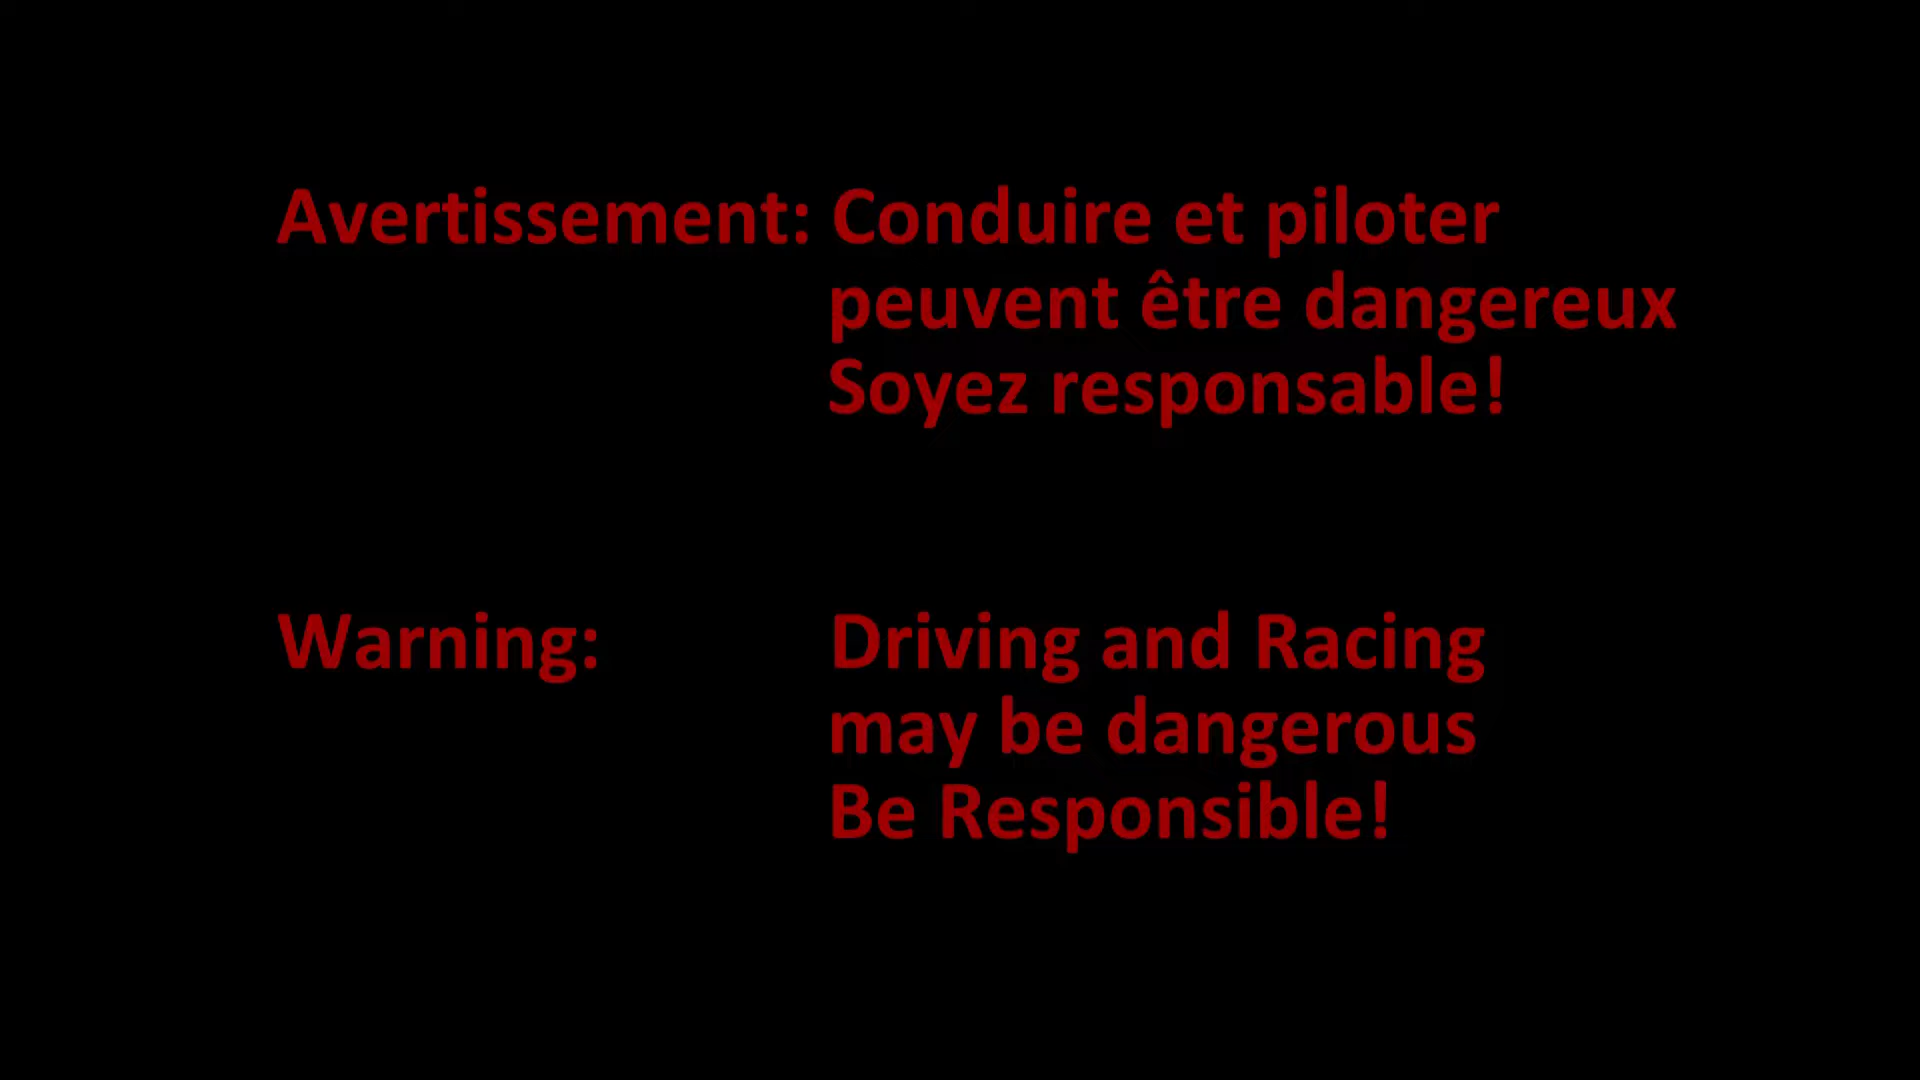 Avertissement: Conduire et piloter
peuvent être dangereux
Soyez responsable!
Warning: Driving and Racing
may be dangerous
Be Responsible!